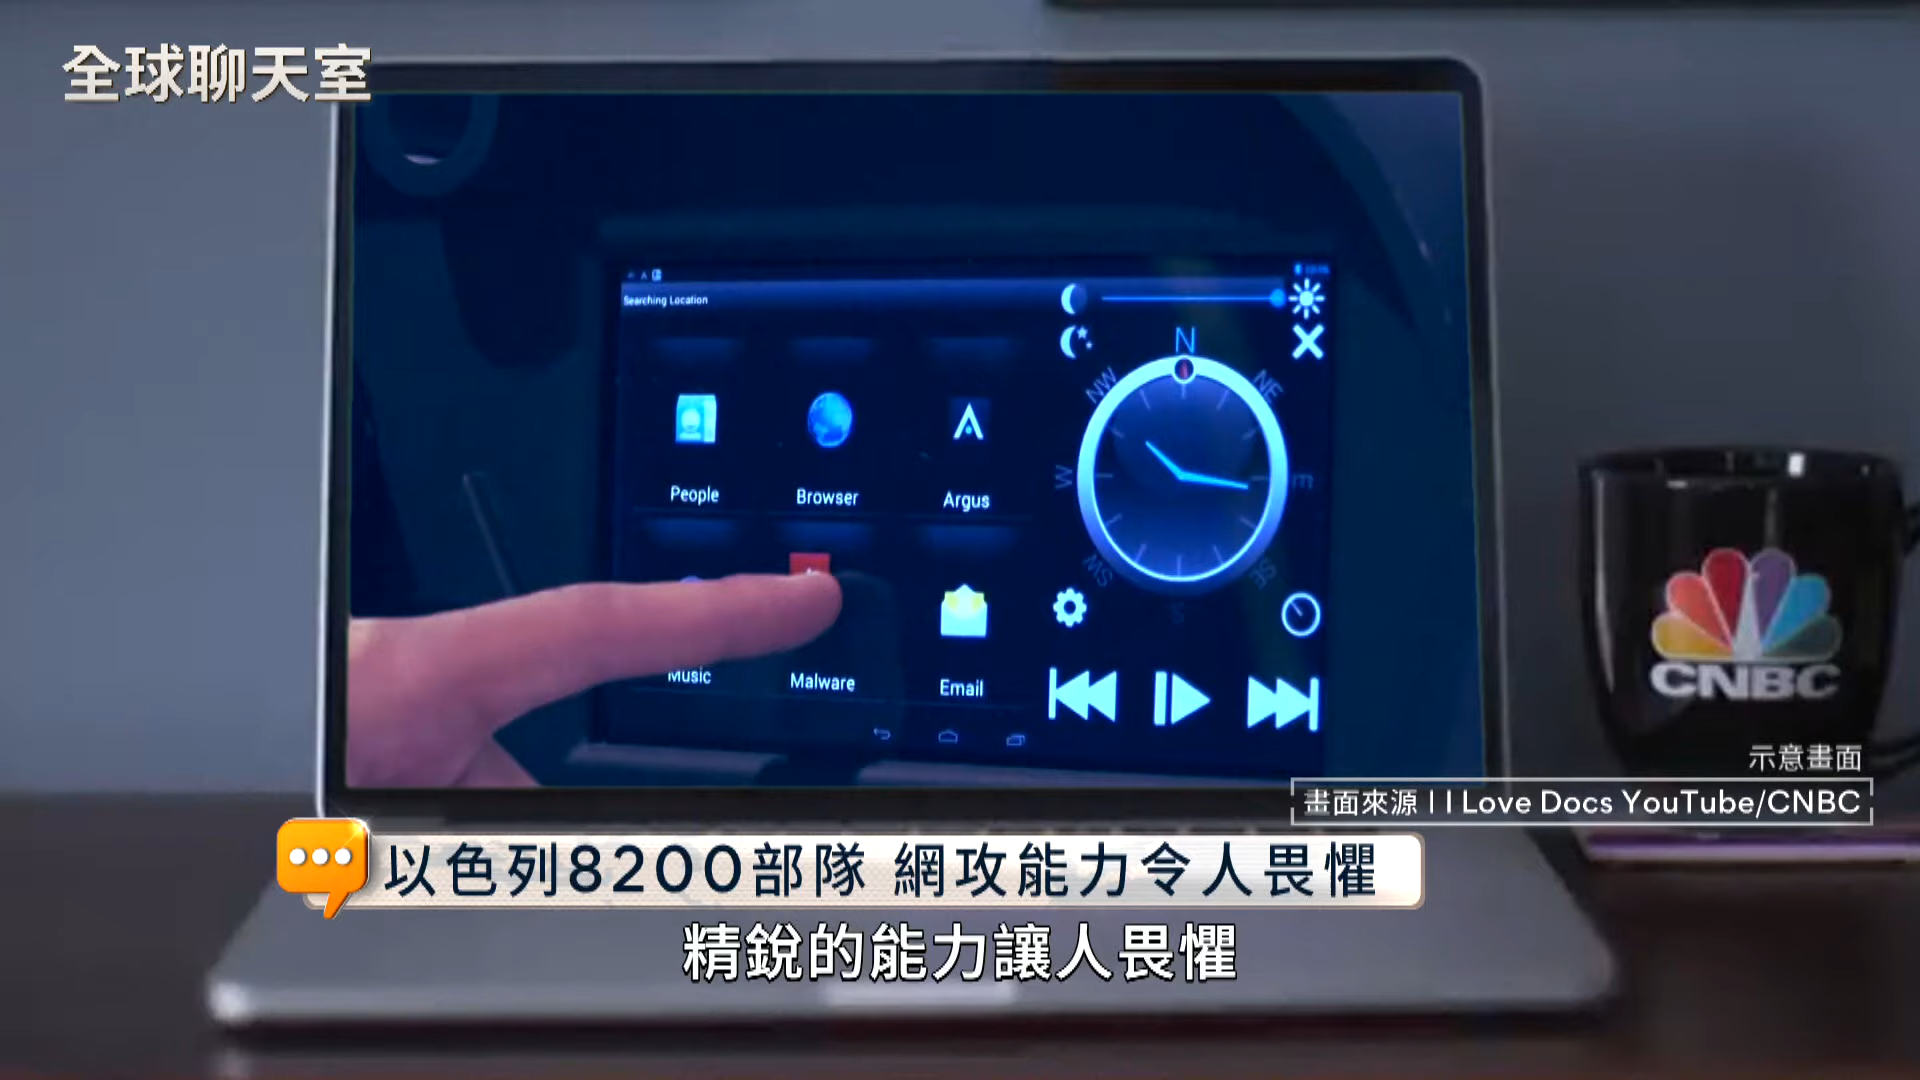 全球聊天室
Searching Location
N
NW
NE
W
E
SW
SE
S
People
Browser
Argus
Music
Malware
Email
CNBC
示意畫面
畫面來源 | I Love Docs YouTube/CNBC
以色列8200部隊 網攻能力令人畏懼
精銳的能力讓人畏懼